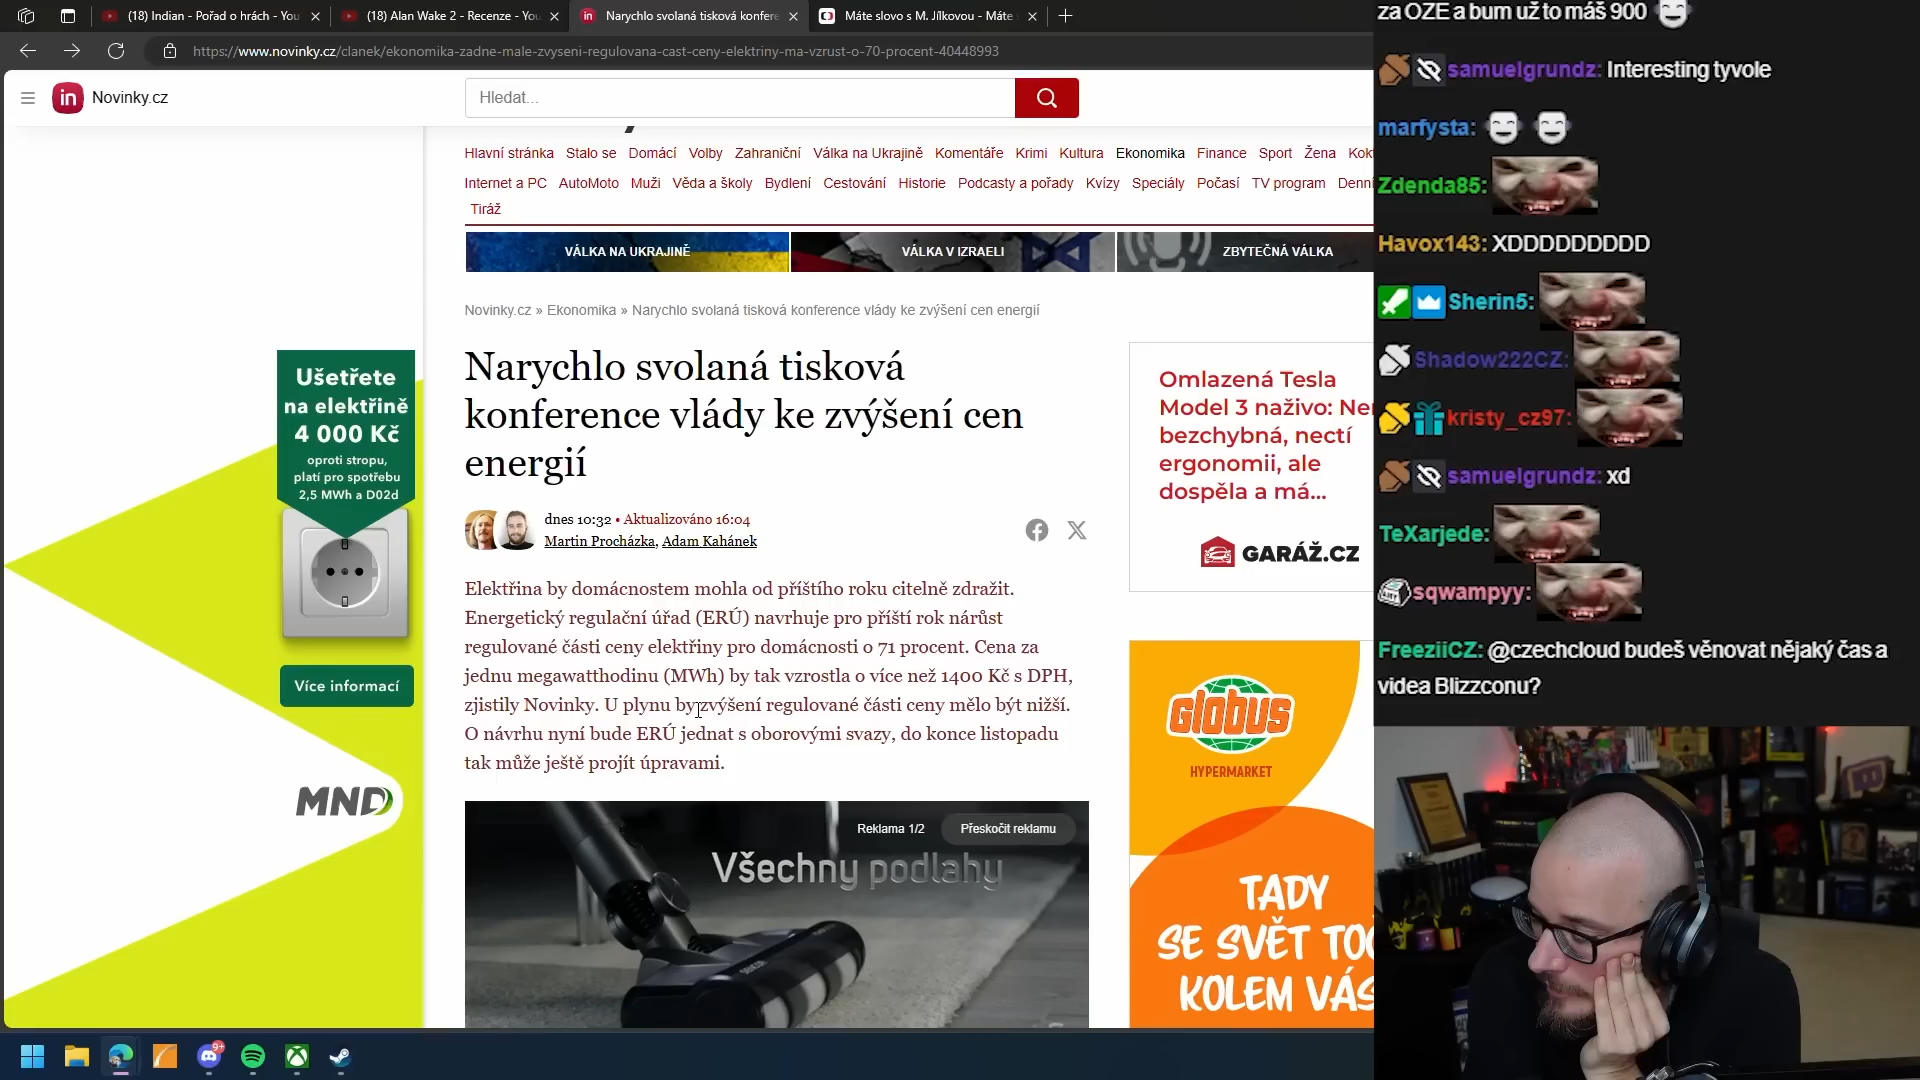 (18) Indian - Pořad o hrách - You
(18) Alan Wake 2 - Recenze - You
Narychlo svolaná tisková konfere
Máte slovo s M. Jílkovou - Máte
https://www.novinky.cz/clanek/ekonomika-zadne-male-zvyseni-regulovana-cast-ceny-elektriny-ma-vzrust-o-70-procent-40448993
in Novinky.cz
Hledat...
Hlavní stránka Stalo se Domácí Volby Zahraniční Válka na Ukrajině Komentáře Krimi Kultura Ekonomika Finance Sport Žena Kok
Internet a PC AutoMoto Muži Věda a školy Bydlení Cestování Historie Podcasty a pořady Kvízy Speciály Počasí TV program Denní
Tiráž
VÁLKA NA UKRAJINĚ
VÁLKA V IZRAELI
ZBYTEČNÁ VÁLKA
Novinky.cz » Ekonomika » Narychlo svolaná tisková konference vlády ke zvýšení cen energií
Narychlo svolaná tisková
konference vlády ke zvýšení cen
energií
dnes 10:32 • Aktualizováno 16:04
Martin Procházka, Adam Kahánek
Elektřina by domácnostem mohla od příštího roku citelně zdražit.
Energetický regulační úřad (ERÚ) navrhuje pro příští rok nárůst
regulované části ceny elektřiny pro domácnosti o 71 procent. Cena za
jednu megawatthodinu (MWh) by tak vzrostla o více než 1400 Kč s DPH,
zjistily Novinky. U plynu by zvýšení regulované části ceny mělo být nižší.
O návrhu nyní bude ERÚ jednat s oborovými svazy, do konce listopadu
tak může ještě projít úpravami.
Reklama 1/2
Přeskočit reklamu
Všechny podlahy
Ušetřete
na elektřině
4 000 Kč
oproti stropu,
platí pro spotřebu
2,5 MWh a D02d
Více informací
MND
Omlazená Tesla
Model 3 naživo: Ne
bezchybná, nectí
ergonomii, ale
dospěla a má...
GARÁŽ.CZ
GLOBUS
HYPERMARKET
TADY
SE SVĚT TOČ
KOLEM VÁS
za OZE a bum už to máš 900
samuelgrundz: Interesting tyvole
marfysta:
Zdenda85:
Havox143: XDDDDDDDDD
Sherin5:
Shadow222CZ:
kristy_cz97:
samuelgrundz: xd
TeXarjede:
sqwampyy:
FreeziiCZ: @czechcloud budeš věnovat nějaký čas a
videa Blizzconu?
9+